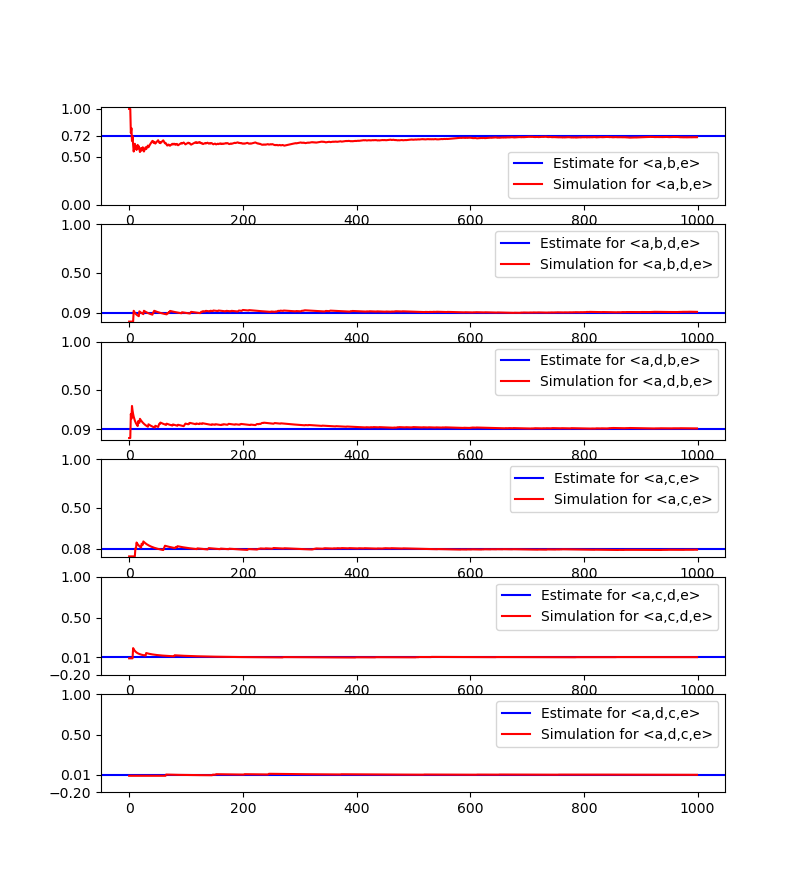 1.00
0.72
0.50
0.00
Estimate for <a,b,e>
Simulation for <a,b,e>
0 200 400 600 800 1000
1.00
0.50
0.09
Estimate for <a,b,d,e>
Simulation for <a,b,d,e>
0 200 400 600 800 1000
1.00
0.50
0.09
Estimate for <a,d,b,e>
Simulation for <a,d,b,e>
0 200 400 600 800 1000
1.00
0.50
0.08
Estimate for <a,c,e>
Simulation for <a,c,e>
0 200 400 600 800 1000
1.00
0.50
0.01
−0.20
Estimate for <a,c,d,e>
Simulation for <a,c,d,e>
0 200 400 600 800 1000
1.00
0.50
0.01
−0.20
Estimate for <a,d,c,e>
Simulation for <a,d,c,e>
0 200 400 600 800 1000